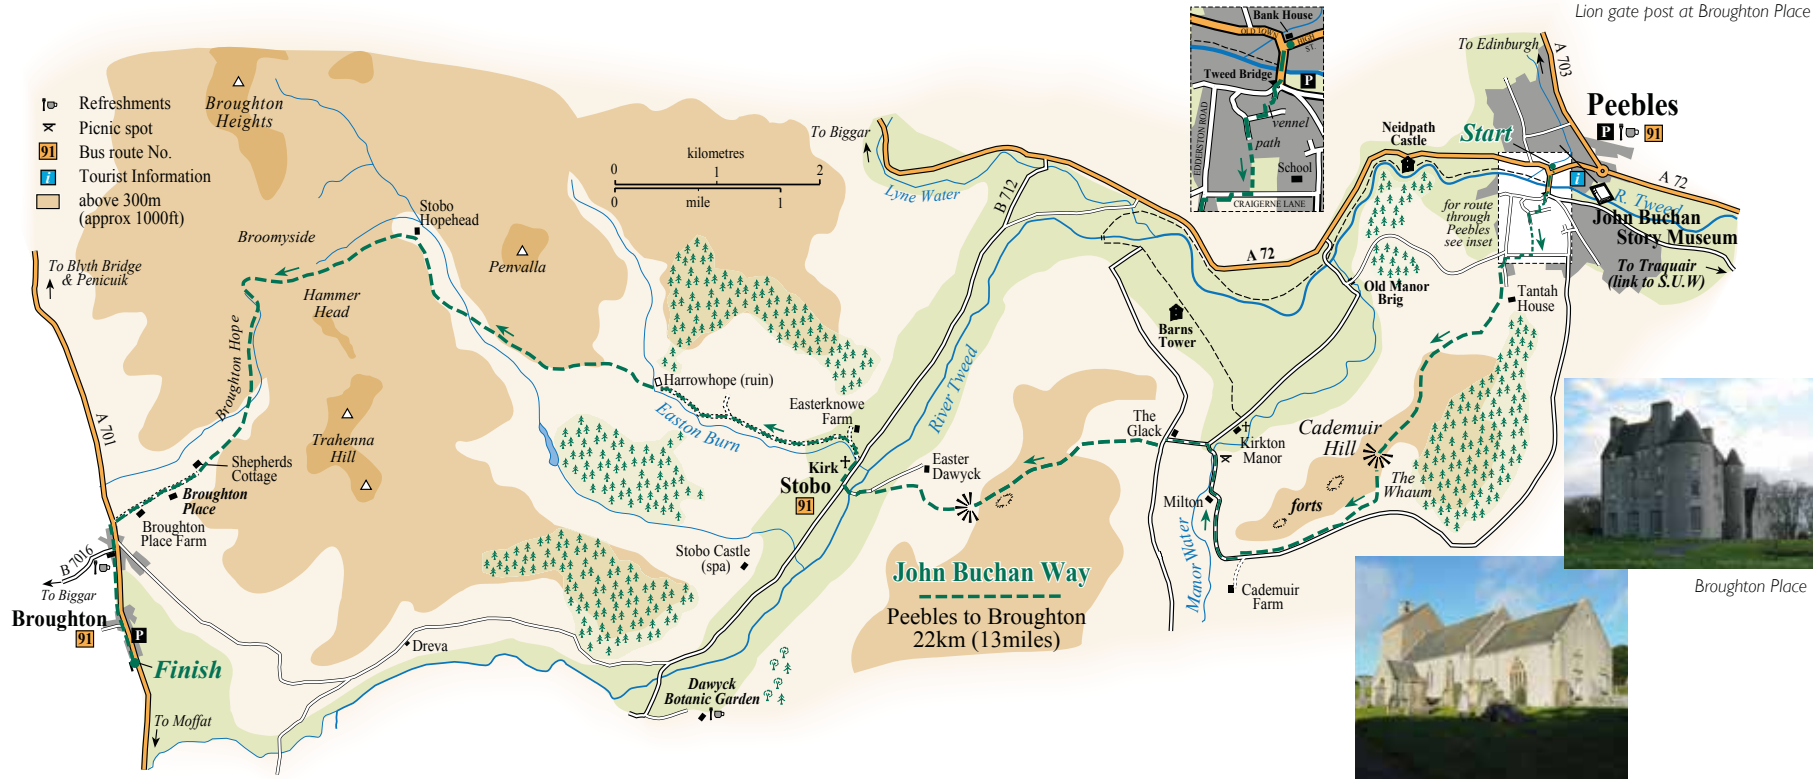 Lion gate post at Broughton Place
Refreshments
Picnic spot
91 Bus route No.
i Tourist Information
above 300m
(approx 1000ft)
Broughton
Heights
kilometres
0 1 2
0 mile 1
To Biggar
Lyne Water
B 712
A 72
Bank House
OLD TOWN
HIGH
ST.
Tweed Bridge
P
EDDERSTON ROAD
vennel
path
School
CRAIGERNE LANE
To Edinburgh
A 703
Peebles
P 91
Start
Neidpath
Castle
i
A 72
R. Tweed
John Buchan
Story Museum
for route
through
Peebles
see inset
To Traquair
(link to S.U.W)
Old Manor
Brig
Tantah
House
Barns
Tower
Stobo
Hopehead
Broomyside
Penvalla
To Blyth Bridge
& Penicuik
Hammer
Head
Broughton Hope
A 701
Harrowhope (ruin)
Easton Burn
Easterknowe
Farm
River Tweed
Trahenna
Hill
Shepherds
Cottage
Broughton
Place
Broughton
Place Farm
Kirk
Stobo
91
Easter
Dawyck
The
Glack
Kirkton
Manor
Cademuir
Hill
The
Whaum
Milton
forts
Manor Water
Cademuir
Farm
Stobo Castle
(spa)
John Buchan Way
Peebles to Broughton
22km (13miles)
B 7016
To Biggar
Broughton
91
P
Finish
Dreva
To Moffat
Dawyck
Botanic Garden
Broughton Place